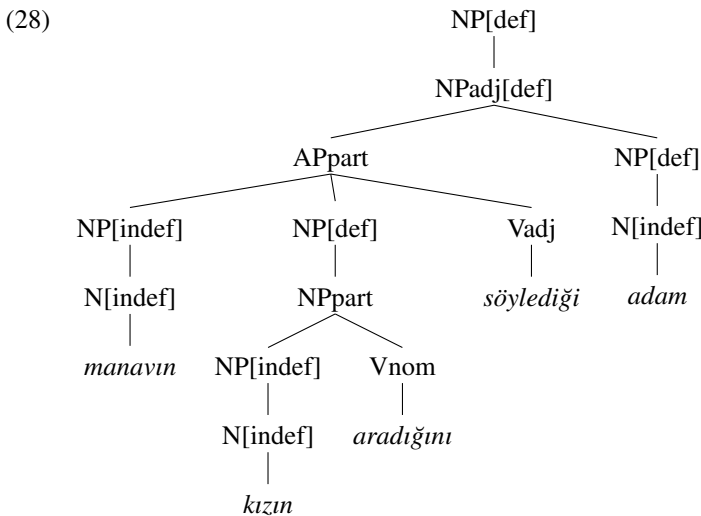 (28)
NP[def]
NPadj[def]
APpart NP[def]
NP[indef] NP[def] Vadj N[indef]
N[indef] NPpart söylediği adam
manavın NP[indef] Vnom
N[indef] aradığını
kızın